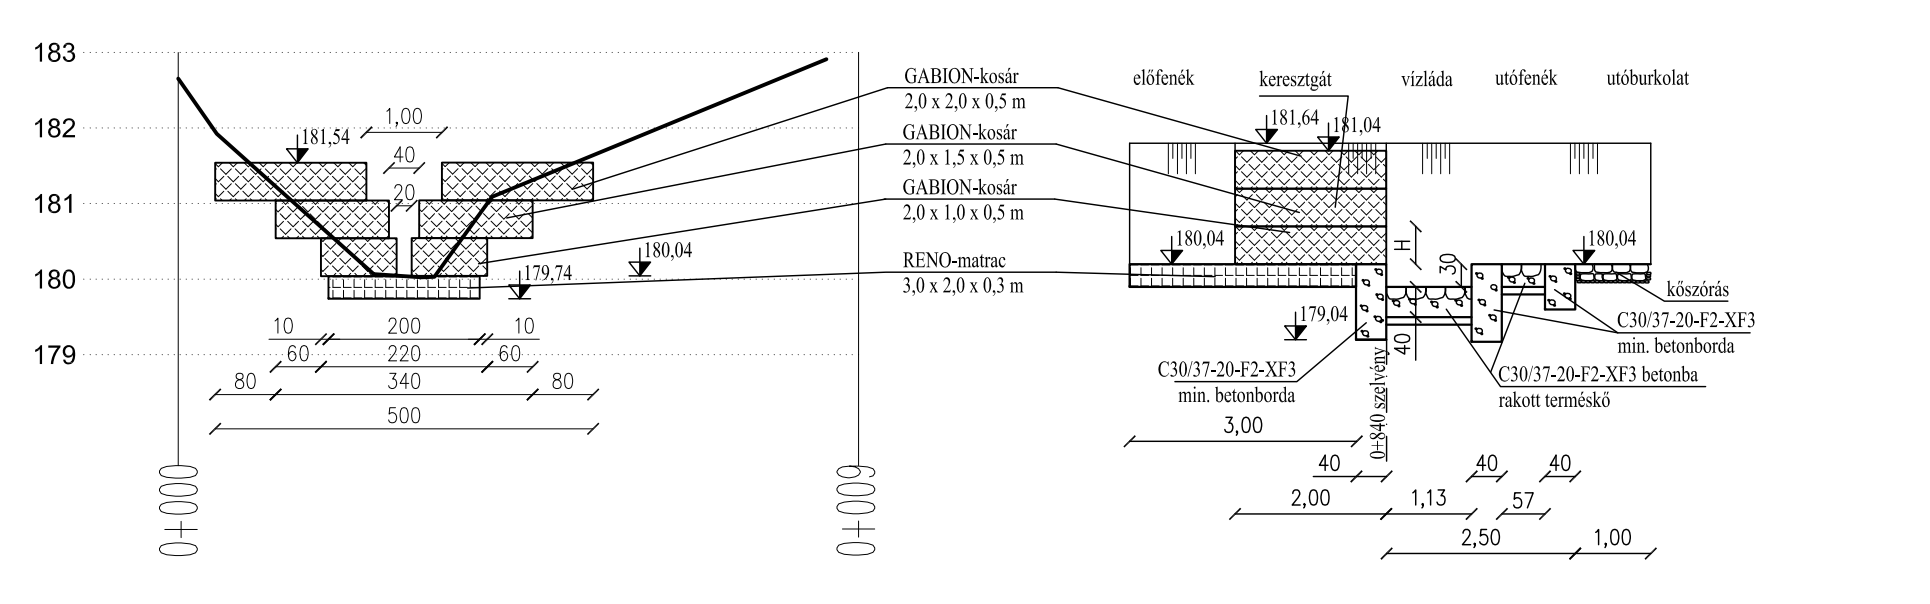 183
182
181
180
179
1,00
181,54
40
20
180,04
179,74
10
200
10
60
220
60
80
340
80
500
0+000
0+009
GABION-kosár
2,0 x 2,0 x 0,5 m
GABION-kosár
2,0 x 1,5 x 0,5 m
GABION-kosár
2,0 x 1,0 x 0,5 m
RENO-matrac
3,0 x 2,0 x 0,3 m
előfenék
keresztgát
vízláda
utófenék
utóburkolat
181,64
181,04
180,04
H
30
180,04
179,04
40
kőszórás
C30/37-20-F2-XF3
min. betonborda
C30/37-20-F2-XF3
min. betonborda
C30/37-20-F2-XF3 betonba
rakott terméskő
0+840 szelvény
3,00
40
40
40
2,00
1,13
57
2,50
1,00